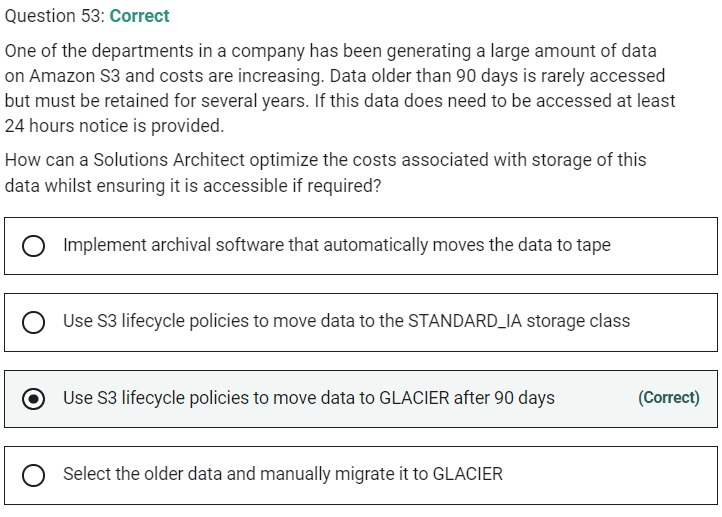 Question 53: Correct
One of the departments in a company has been generating a large amount of data
on Amazon S3 and costs are increasing. Data older than 90 days is rarely accessed
but must be retained for several years. If this data does need to be accessed at least
24 hours notice is provided.
How can a Solutions Architect optimize the costs associated with storage of this
data whilst ensuring it is accessible if required?
Implement archival software that automatically moves the data to tape
Use S3 lifecycle policies to move data to the STANDARD_IA storage class
Use S3 lifecycle policies to move data to GLACIER after 90 days (Correct)
Select the older data and manually migrate it to GLACIER